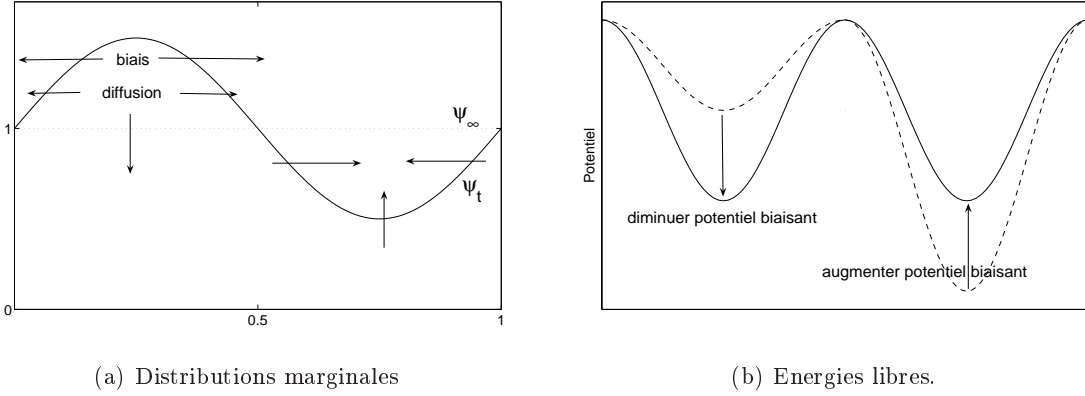 biais
diffusion
ψ∞
1
ψt
0
0.5
1
(a) Distributions marginales
Potentiel
diminuer potentiel biaisant
augmenter potentiel biaisant
(b) Energies libres.